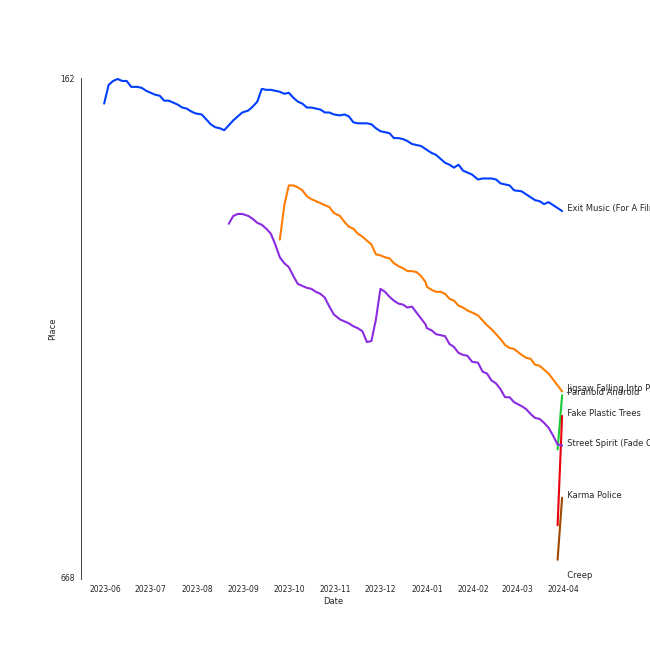 162
Exit Music (For A Fil
Place
Jigsaw Falling Into P
Paranoid Android
Fake Plastic Trees
Street Spirit (Fade O
Karma Police
Creep
668
2023-06 2023-07 2023-08 2023-09 2023-10 2023-11 2023-12 2024-01 2024-02 2024-03 2024-04
Date